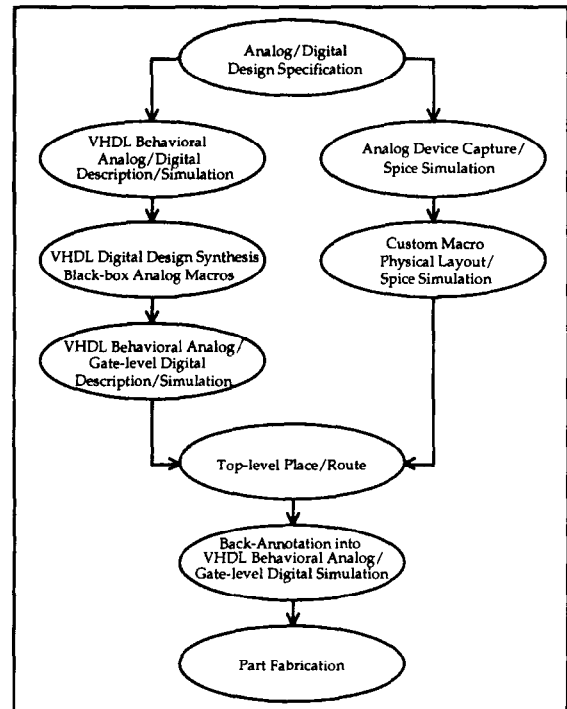 Analog/Digital
Design Specification
VHDL Behavioral
Analog/Digital
Description/Simulation
Analog Device Capture/
Spice Simulation
VHDL Digital Design Synthesis
Black-box Analog Macros
Custom Macro
Physical Layout/
Spice Simulation
VHDL Behavioral Analog/
Gate-level Digital
Description/Simulation
Top-level Place/Route
Back-Annotation into
VHDL Behavioral Analog/
Gate-level Digital Simulation
Part Fabrication